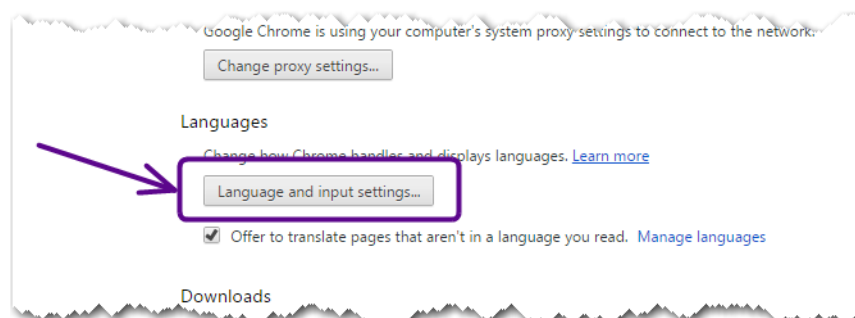 Google Chrome is using your computer's system proxy settings to connect to the network.
Change proxy settings...
Languages
Change how Chrome handles and displays languages. Learn more
Language and input settings...
Offer to translate pages that aren't in a language you read. Manage languages
Downloads